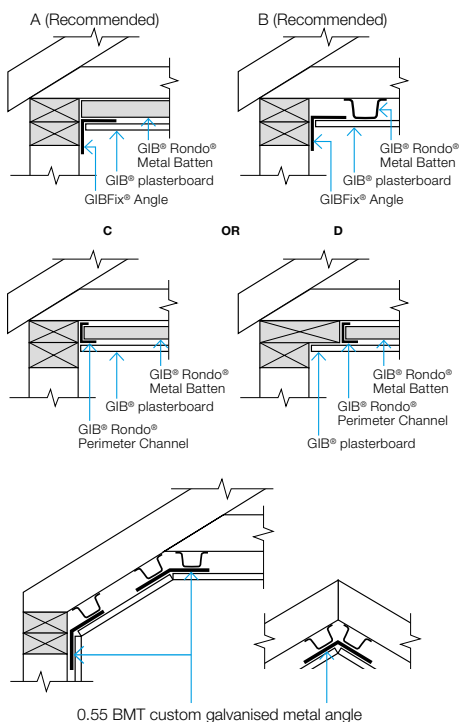 A (Recommended)
B (Recommended)
GIB® Rondo®
Metal Batten
GIB® plasterboard
GIBFix® Angle
GIB® Rondo®
Metal Batten
GIB® plasterboard
GIBFix® Angle
C
OR
D
GIB® Rondo®
Metal Batten
GIB® plasterboard
GIB® Rondo®
Perimeter Channel
GIB® Rondo®
Metal Batten
GIB® Rondo®
Perimeter Channel
GIB® plasterboard
0.55 BMT custom galvanised metal angle